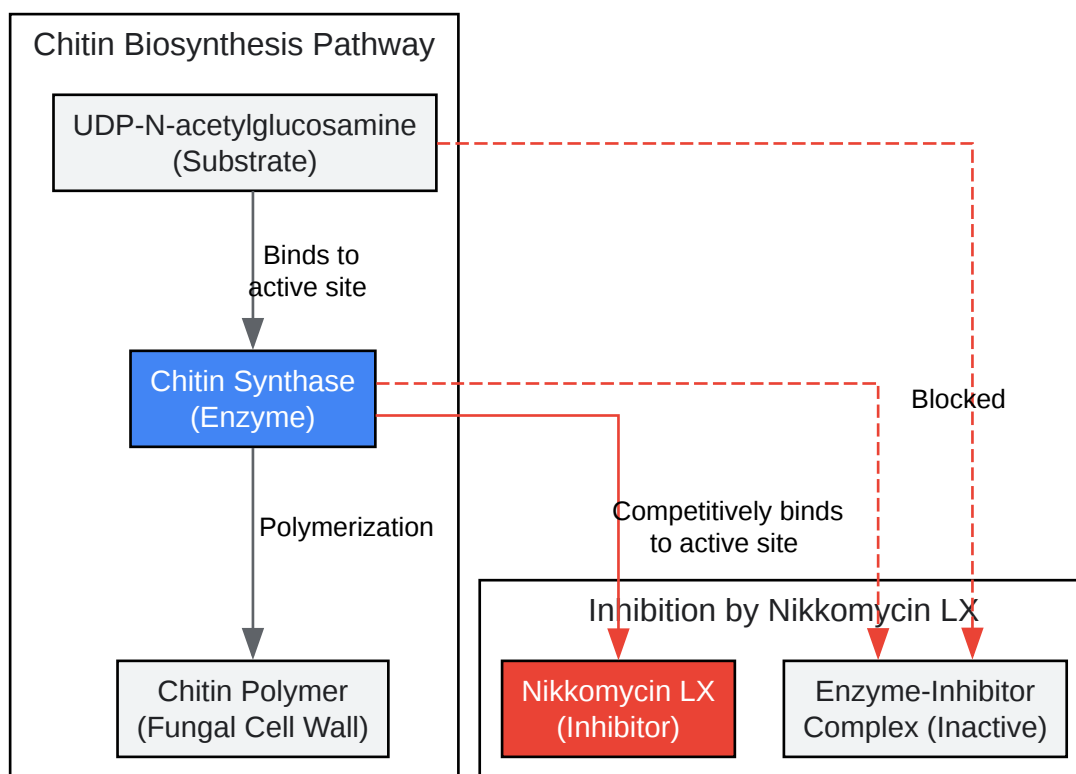 Chitin Biosynthesis Pathway
UDP-N-acetylglucosamine
(Substrate)
Binds to
active site
Chitin Synthase
(Enzyme)
Blocked
Polymerization
Competitively binds
to active site
Inhibition by Nikkomycin LX
Chitin Polymer
(Fungal Cell Wall)
Nikkomycin LX
(Inhibitor)
Enzyme-Inhibitor
Complex (Inactive)